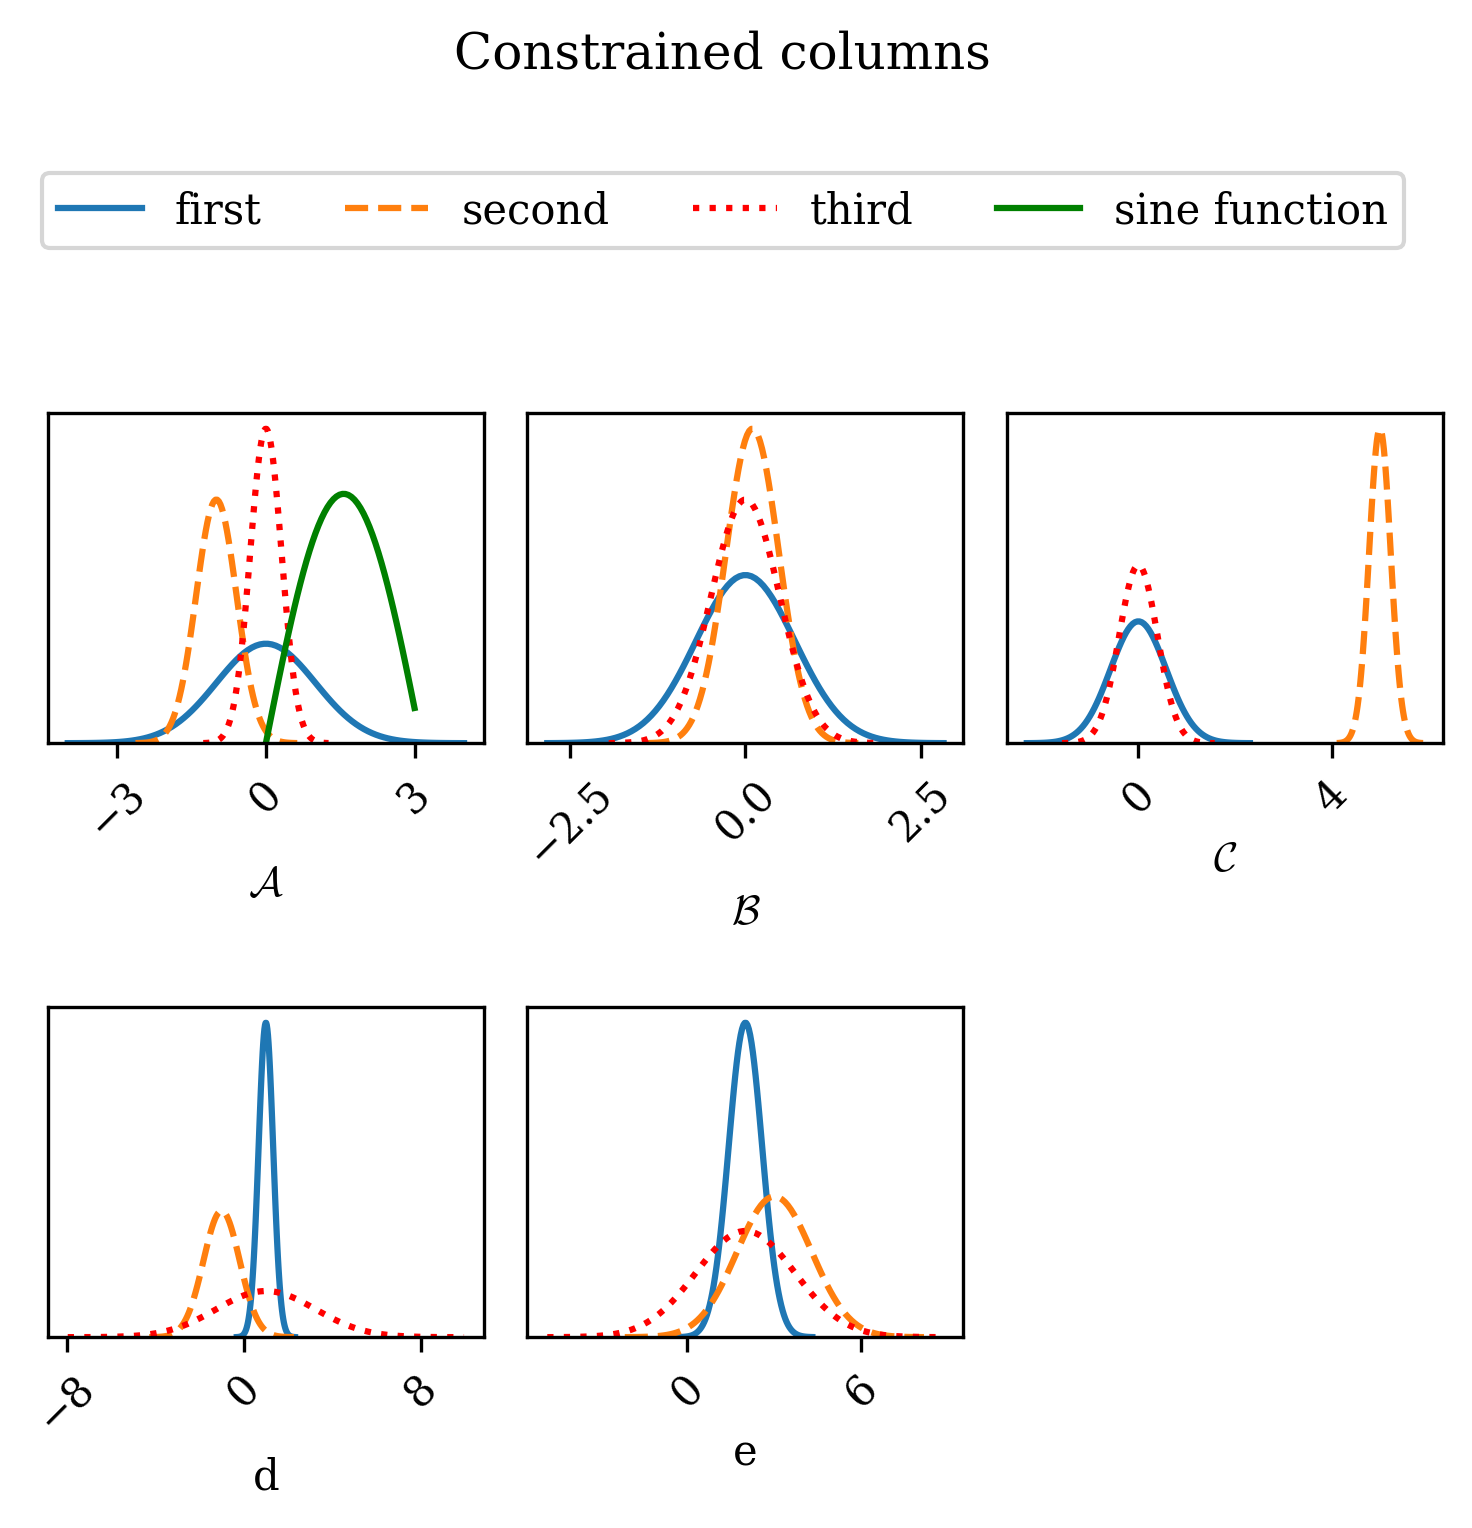 Constrained columns
first second third sine function
−3 0 3
𝒜
−2.5 0.0 2.5
ℬ
0 4
𝒞
−8 0 8
d
0 6
e